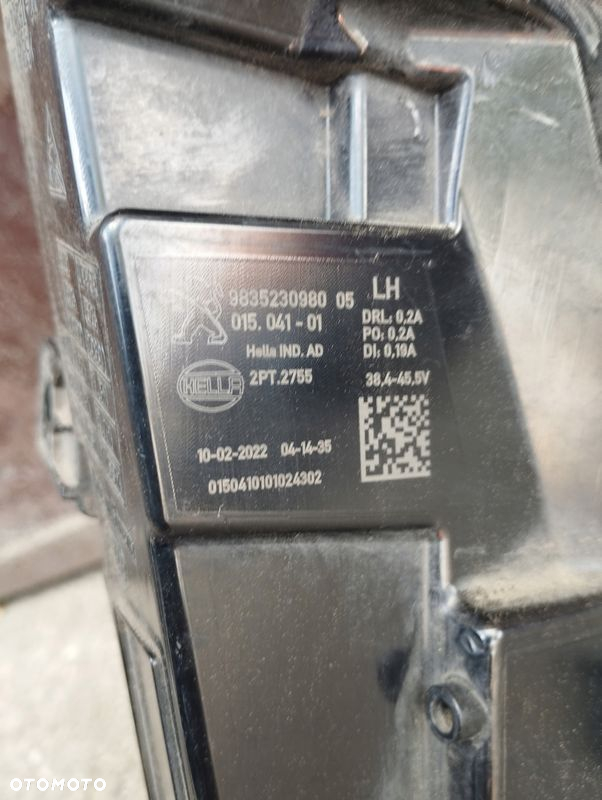 9835230980 05 LH
015. 041 - 01
DRL: 0,2A
PO: 0,2A
DI: 0,19A
Hella IND. AD
HELLA
2PT.2755
38,4-45,5V
10-02-2022 04-14-35
0150410101024302
OTOMOTO